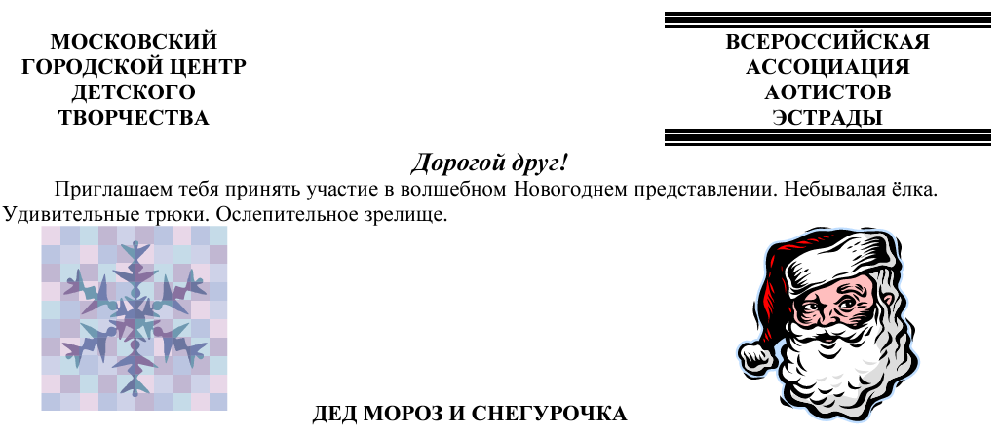 МОСКОВСКИЙ
ГОРОДСКОЙ ЦЕНТР
ДЕТСКОГО
ТВОРЧЕСТВА
ВСЕРОССИЙСКАЯ
АССОЦИАЦИЯ
АОТИСТОВ
ЭСТРАДЫ
Дорогой друг!
Приглашаем тебя принять участие в волшебном Новогоднем представлении. Небывалая ёлка.
Удивительные трюки. Ослепительное зрелище.
ДЕД МОРОЗ И СНЕГУРОЧКА